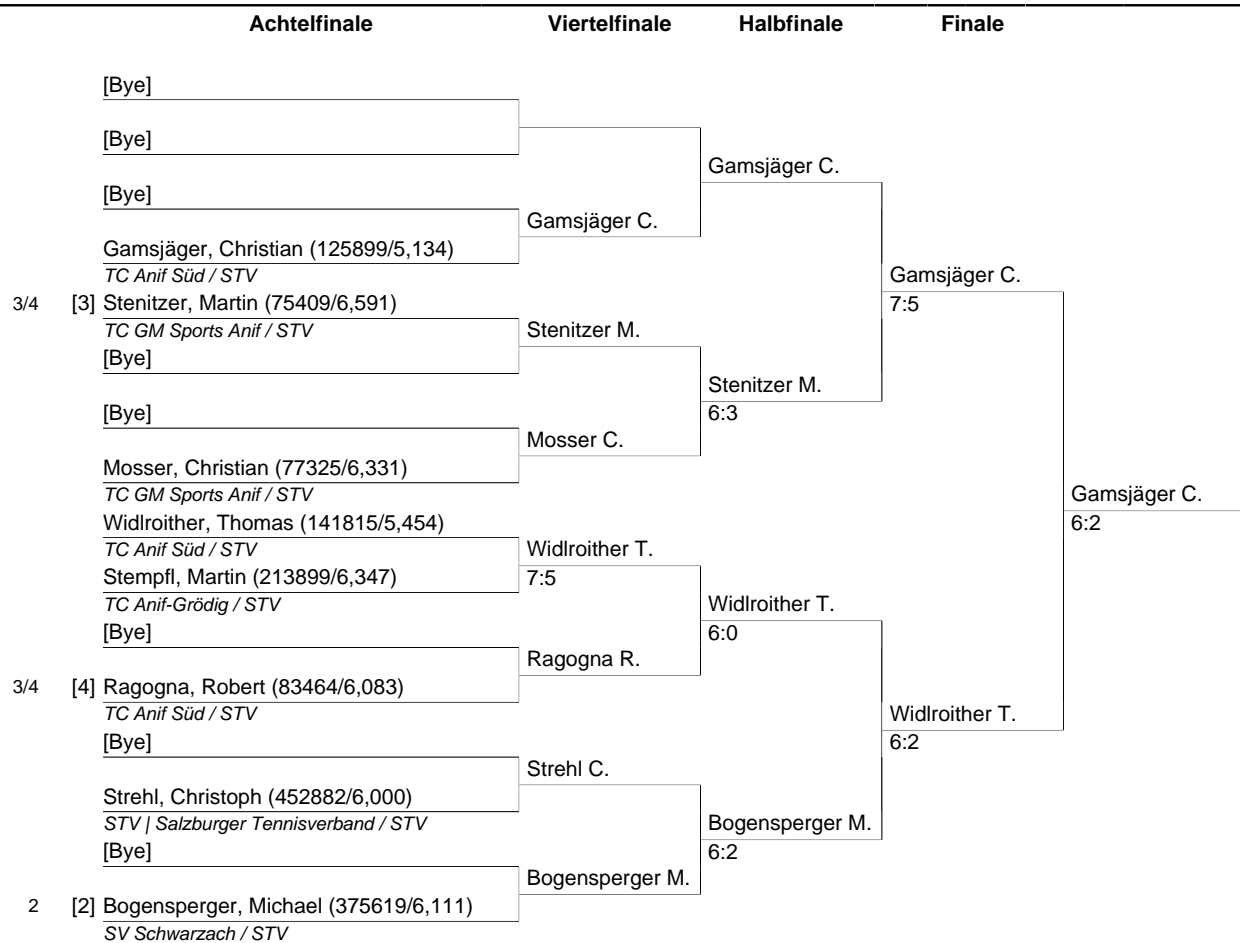 Achtelfinale Viertelfinale Halbfinale Finale
[Bye]
[Bye]
Gamsjäger C.
[Bye]
Gamsjäger C.
Gamsjäger, Christian (125899/5,134)
TC Anif Süd / STV
Gamsjäger C.
3/4 [3] Stenitzer, Martin (75409/6,591)
7:5
TC GM Sports Anif / STV
Stenitzer M.
[Bye]
Stenitzer M.
[Bye]
6:3
Mosser C.
Mosser, Christian (77325/6,331)
TC GM Sports Anif / STV
Gamsjäger C.
Widlroither, Thomas (141815/5,454)
6:2
TC Anif Süd / STV
Widlroither T.
Stempfl, Martin (213899/6,347)
7:5
TC Anif-Grödig / STV
Widlroither T.
[Bye]
6:0
Ragogna R.
3/4 [4] Ragogna, Robert (83464/6,083)
TC Anif Süd / STV
Widlroither T.
[Bye]
6:2
Strehl C.
Strehl, Christoph (452882/6,000)
STV | Salzburger Tennisverband / STV
Bogensperger M.
[Bye]
6:2
Bogensperger M.
2 [2] Bogensperger, Michael (375619/6,111)
SV Schwarzach / STV